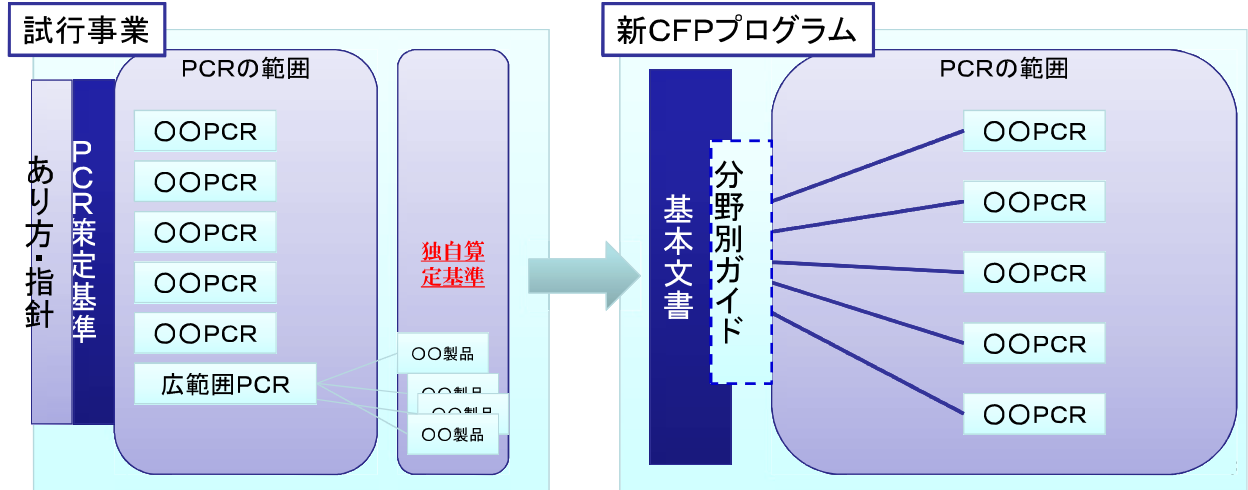 試行事業
あり方・指針
PCR策定基準
PCRの範囲
〇〇PCR
〇〇PCR
〇〇PCR
〇〇PCR
〇〇PCR
広範囲PCR
独自算
定基準
〇〇製品
〇〇製品
〇〇製品
〇〇製品
新CFPプログラム
基本文書
分野別ガイド
PCRの範囲
〇〇PCR
〇〇PCR
〇〇PCR
〇〇PCR
〇〇PCR